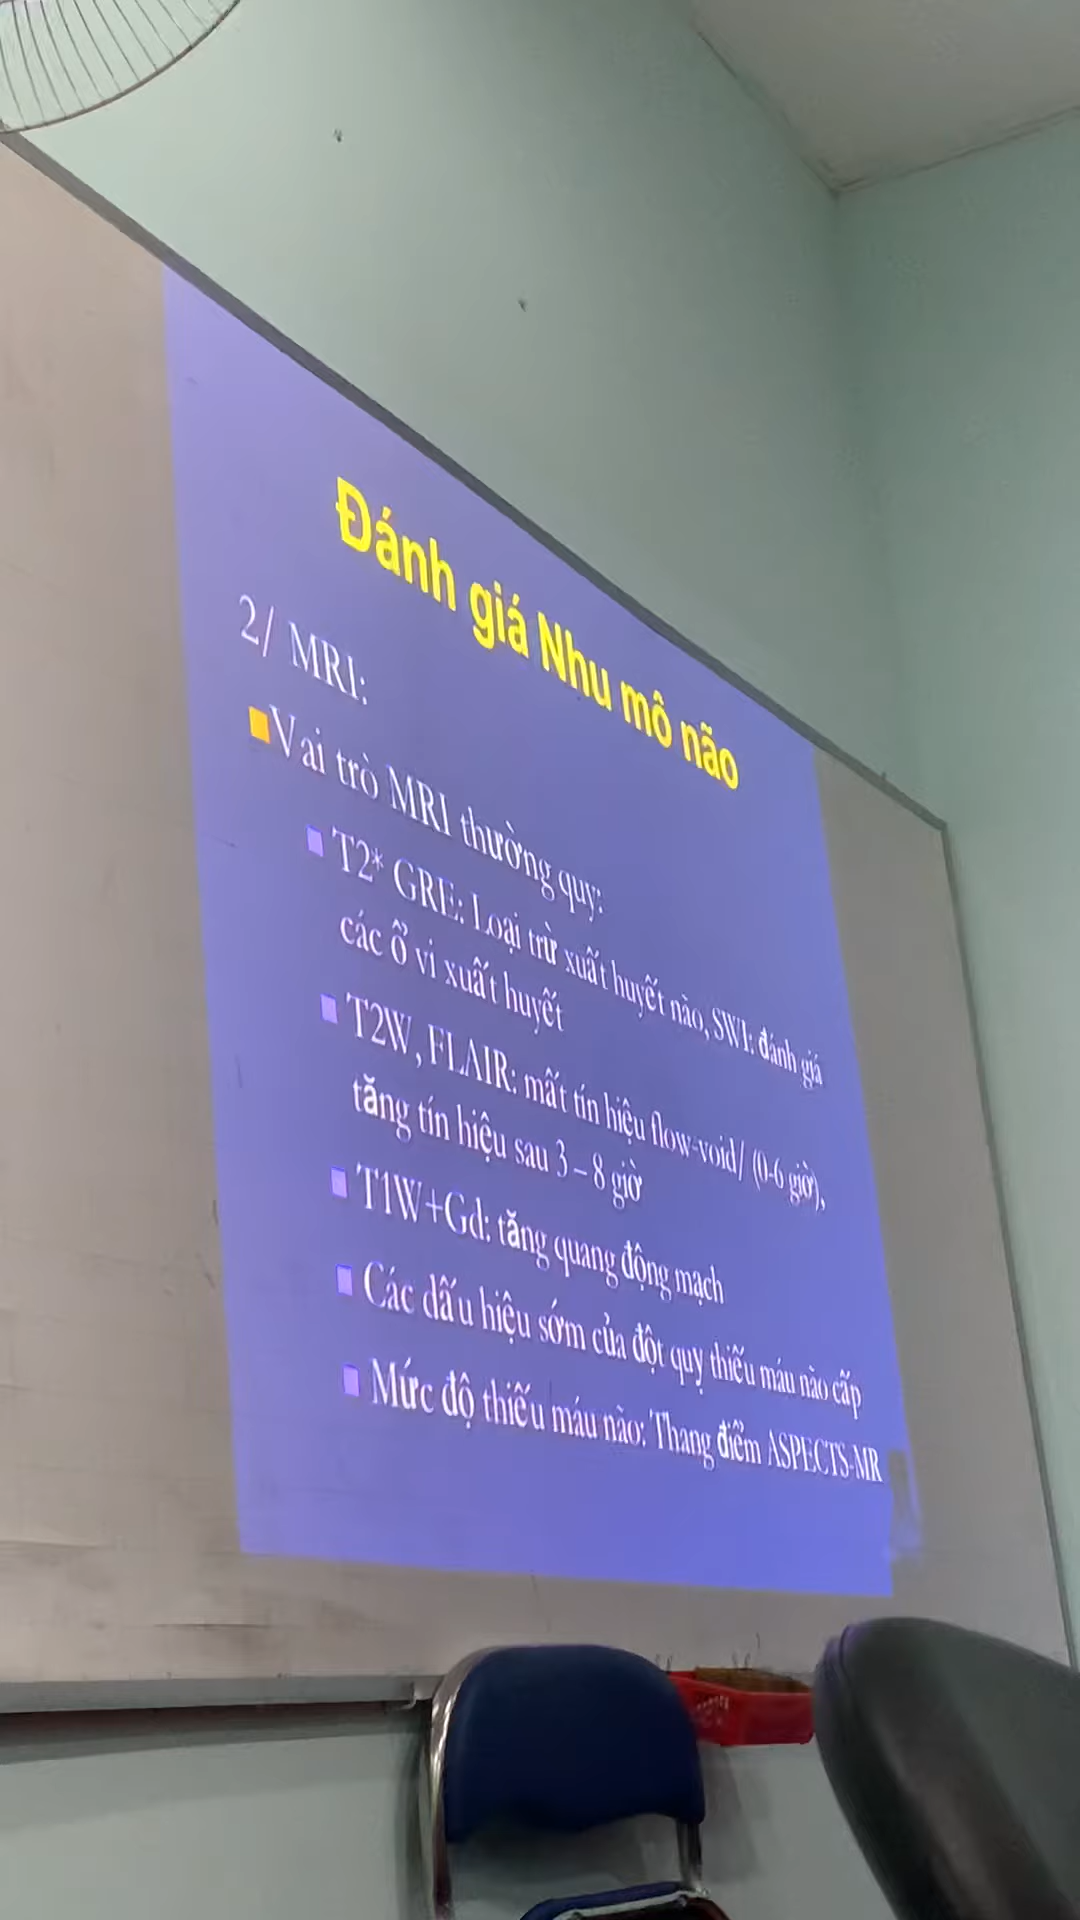 Đánh giá Nhu mô não
2/ MRI:
Vai trò MRI thường quy:
T2* GRE: Loại trừ xuất huyết não, SWI: đánh giá
các ổ vi xuất huyết
T2W, FLAIR: mất tín hiệu flow-void/ (0-6 giờ),
tăng tín hiệu sau 3 – 8 giờ
T1W+Gd: tăng quang động mạch
Các dấu hiệu sớm của đột quỵ thiếu máu não cấp
Mức độ thiếu máu não: Thang điểm ASPECTS-MR